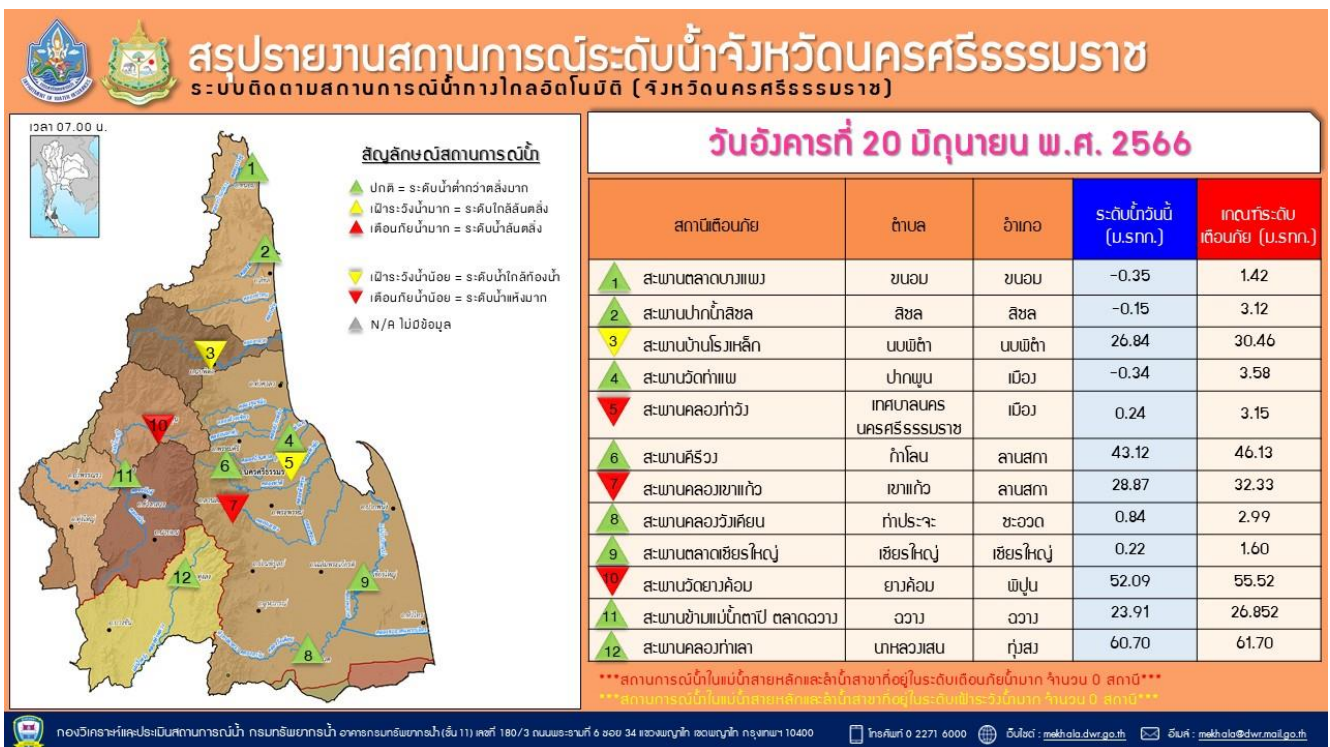 สรุปรายงานสถานการณ์ระดับน้ำจังหวัดนครศรีธรรมราช
ระบบติดตามสถานการณ์น้ำทางไกลอัตโนมัติ (จังหวัดนครศรีธรรมราช)
เวลา 07.00 น.
สัญลักษณ์สถานการณ์น้ำ
ปกติ = ระดับน้ำต่ำกว่าตลิ่งมาก
เฝ้าระวังน้ำมาก = ระดับใกล้ล้นตลิ่ง
เตือนภัยน้ำมาก = ระดับน้ำล้นตลิ่ง
เฝ้าระวังน้ำน้อย = ระดับน้ำใกล้ท้องน้ำ
เตือนภัยน้ำน้อย = ระดับน้ำแห้งมาก
N/A ไม่มีข้อมูล
1
2
3
10
4
5
6
11
7
12
9
8
วันอังคารที่ 20 มิถุนายน พ.ศ. 2566
สถานีเตือนภัย ตำบล อำเภอ ระดับน้ำวันนี้ (ม.รทก.) เกณฑ์ระดับเตือนภัย (ม.รทก.)
1 สะพานตลาดบางแพง ขนอม ขนอม -0.35 1.42
2 สะพานปากน้ำสิชล สิชล สิชล -0.15 3.12
3 สะพานบ้านโรงเหล็ก นบพิตำ นบพิตำ 26.84 30.46
4 สะพานวัดท่าแพ ปากพูน เมือง -0.34 3.58
5 สะพานคลองท่าวัง เทศบาลนครนครศรีธรรมราช เมือง 0.24 3.15
6 สะพานคีรีวง กำโลน ลานสกา 43.12 46.13
7 สะพานคลองเขาแก้ว เขาแก้ว ลานสกา 28.87 32.33
8 สะพานคลองวังเคียน ท่าประจะ ชะอวด 0.84 2.99
9 สะพานตลาดเชียรใหญ่ เชียรใหญ่ เชียรใหญ่ 0.22 1.60
10 สะพานวัดยางค้อม ยางค้อม พิปูน 52.09 55.52
11 สะพานข้ามแม่น้ำตาปี ตลาดฉวาง ฉวาง ฉวาง 23.91 26.852
12 สะพานคลองท่าเลา นาหลวงเสน ทุ่งสง 60.70 61.70
***สถานการณ์น้ำในแม่น้ำสายหลักและลำน้ำสาขาที่อยู่ในระดับเตือนภัยน้ำมาก จำนวน 0 สถานี***
***สถานการณ์น้ำในแม่น้ำสายหลักและลำน้ำสาขาที่อยู่ในระดับเฝ้าระวังน้ำมาก จำนวน 0 สถานี***
กองวิเคราะห์และประเมินสถานการณ์น้ำ กรมทรัพยากรน้ำ อาคารกรมทรัพยากรน้ำ (ชั้น 11) เลขที่ 180/3 ถนนพระรามที่ 6 ซอย 34 แขวงพญาไท เขตพญาไท กรุงเทพฯ 10400 โทรศัพท์ 0 2271 6000 เว็บไซต์ : mekhala.dwr.go.th อีเมล์ : mekhala@dwr.mail.go.th